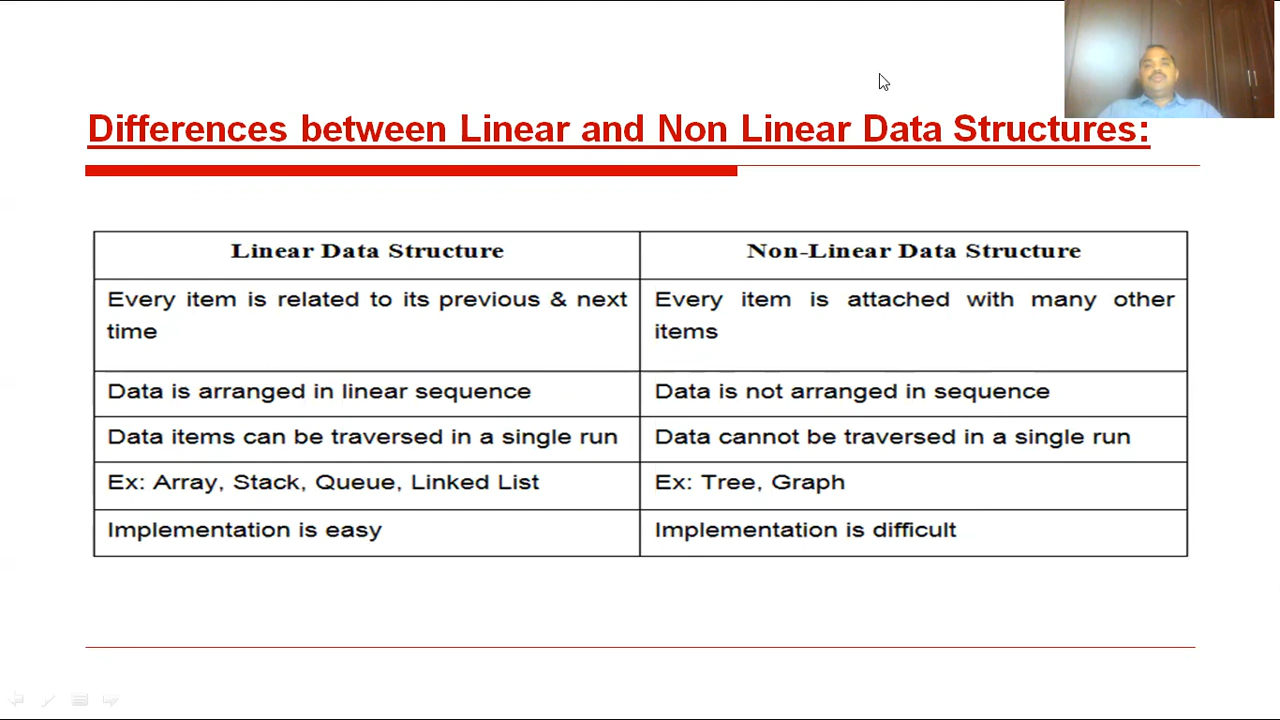 Differences between Linear and Non Linear Data Structures:
Linear Data Structure
Non-Linear Data Structure
Every item is related to its previous & next
time
Every item is attached with many other
items
Data is arranged in linear sequence
Data is not arranged in sequence
Data items can be traversed in a single run
Data cannot be traversed in a single run
Ex: Array, Stack, Queue, Linked List
Ex: Tree, Graph
Implementation is easy
Implementation is difficult